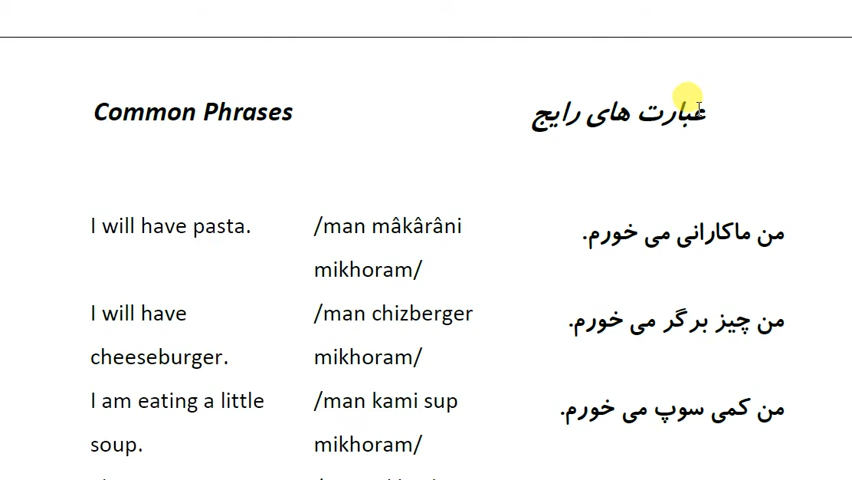 Common Phrases عبارت های رایج
I will have pasta. /man mâkârâni من ماکارانی می خورم.
mikhoram/
I will have /man chizberger من چیز برگر می خورم.
cheeseburger. mikhoram/
I am eating a little /man kami sup من کمی سوپ می خورم.
soup. mikhoram/